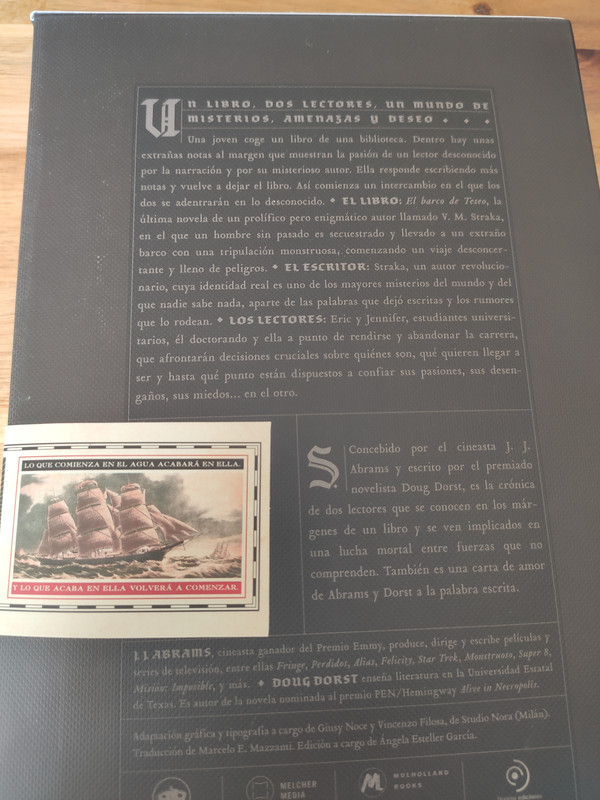 Un libro, dos lectores, un mundo de
misterios, amenazas y deseo ✦ ✦ ✦
Una joven coge un libro de una biblioteca. Dentro hay unas
extrañas notas al margen que muestran la pasión de un lector desconocido
por la narración y por su misterioso autor. Ella responde escribiendo más
notas y vuelve a dejar el libro. Así comienza un intercambio en el que los
dos se adentrarán en lo desconocido. ✦ EL LIBRO: El barco de Teseo, la
última novela de un prolífico pero enigmático autor llamado V. M. Straka,
en el que un hombre sin pasado es secuestrado y llevado a un extraño
barco con una tripulación monstruosa, comenzando un viaje desconcer-
tante y lleno de peligros. ✦ EL ESCRITOR: Straka, un autor revolucio-
nario, cuya identidad real es uno de los mayores misterios del mundo y del
que nadie sabe nada, aparte de las palabras que dejó escritas y los rumores
que lo rodean. ✦ LOS LECTORES: Eric y Jennifer, estudiantes universi-
tarios, él doctorando y ella a punto de rendirse y abandonar la carrera,
que afrontarán decisiones cruciales sobre quiénes son, qué quieren llegar a
ser y hasta qué punto están dispuestos a confiar sus pasiones, sus desen-
gaños, sus miedos... en el otro.
LO QUE COMIENZA EN EL AGUA ACABARÁ EN ELLA.
Y LO QUE ACABA EN ELLA VOLVERÁ A COMENZAR.
S. Concebido por el cineasta J. J.
Abrams y escrito por el premiado
novelista Doug Dorst, es la crónica
de dos lectores que se conocen en los már-
genes de un libro y se ven implicados en
una lucha mortal entre fuerzas que no
comprenden. También es una carta de amor
de Abrams y Dorst a la palabra escrita.
J.J. ABRAMS, cineasta ganador del Premio Emmy, produce, dirige y escribe películas y
series de televisión, entre ellas Fringe, Perdidos, Alias, Felicity, Star Trek, Monstruoso, Super 8,
Misión: Imposible, y más. ✦ DOUG DORST enseña literatura en la Universidad Estatal
de Texas. Es autor de la novela nominada al premio PEN/Hemingway Alive in Necropolis.
Adaptación gráfica y tipografía a cargo de Giusy Noce y Vincenzo Filosa, de Studio Nora (Milán).
Traducción de Marcelo E. Mazzanti. Edición a cargo de Ángela Esteller García.
MELCHER
MEDIA
MULHOLLAND
BOOKS